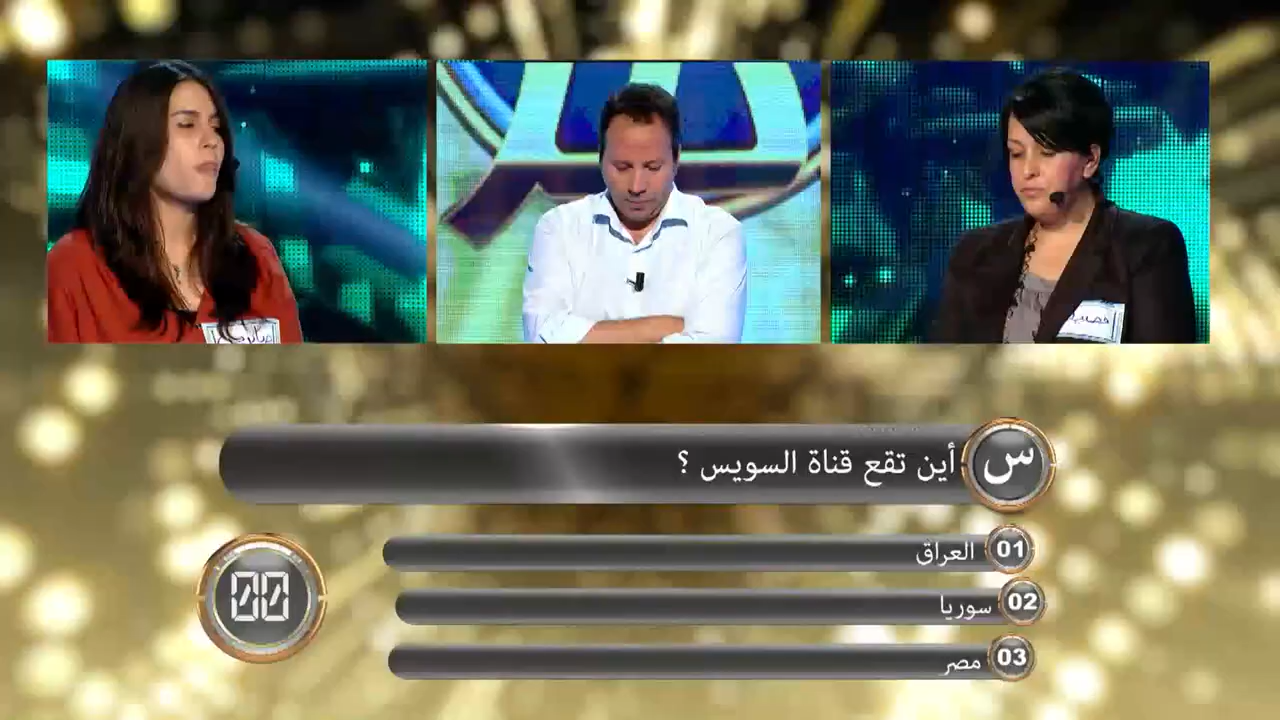 س
أين تقع قناة السويس ؟
01 العراق
02 سوريا
03 مصر
00